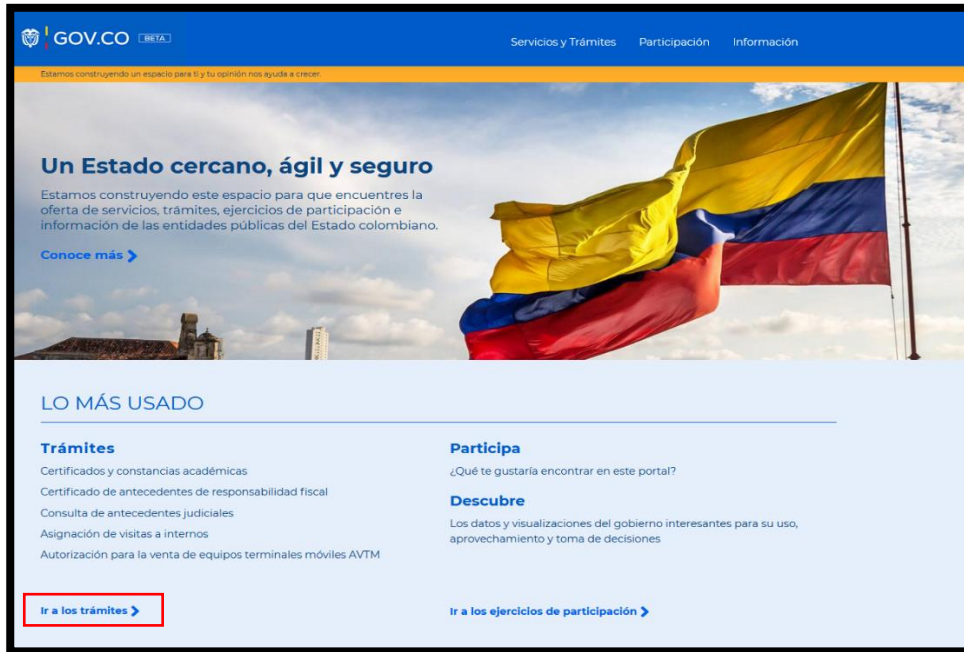 GOV.CO BETA
Servicios y Trámites Participación Información
Estamos construyendo un espacio para ti y tu opinión nos ayuda a crecer.
Un Estado cercano, ágil y seguro
Estamos construyendo este espacio para que encuentres la
oferta de servicios, trámites, ejercicios de participación e
información de las entidades públicas del Estado colombiano.
Conoce más
LO MÁS USADO
Trámites
Certificados y constancias académicas
Certificado de antecedentes de responsabilidad fiscal
Consulta de antecedentes judiciales
Asignación de visitas a internos
Autorización para la venta de equipos terminales móviles AVTM
Ir a los trámites
Participa
¿Qué te gustaría encontrar en este portal?
Descubre
Los datos y visualizaciones del gobierno interesantes para su uso,
aprovechamiento y toma de decisiones
Ir a los ejercicios de participación